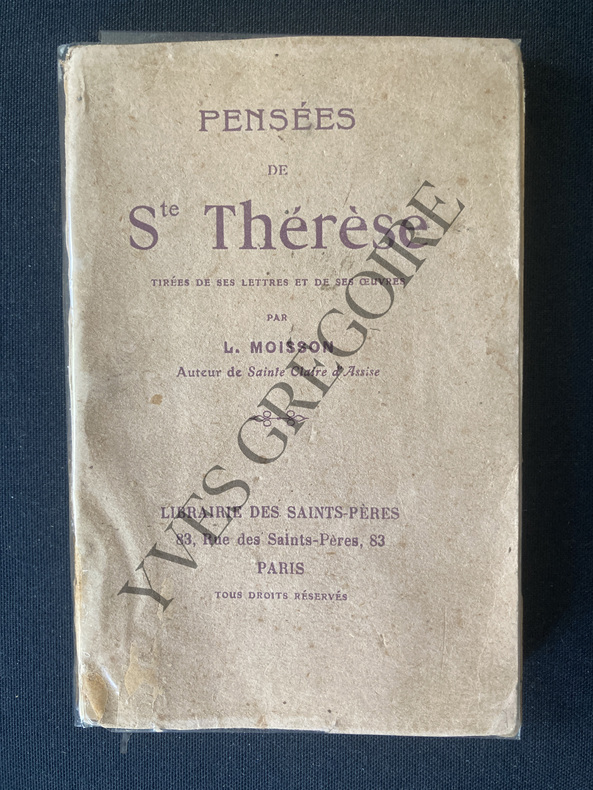 PENSÉES
DE
Ste Thérèse
TIRÉES DE SES LETTRES ET DE SES ŒUVRES
PAR
L. MOISSON
Auteur de Sainte Claire d'Assise
LIBRAIRIE DES SAINTS-PÈRES
83, Rue des Saints-Pères, 83
PARIS
TOUS DROITS RÉSERVÉS
YVES GREGOIRE